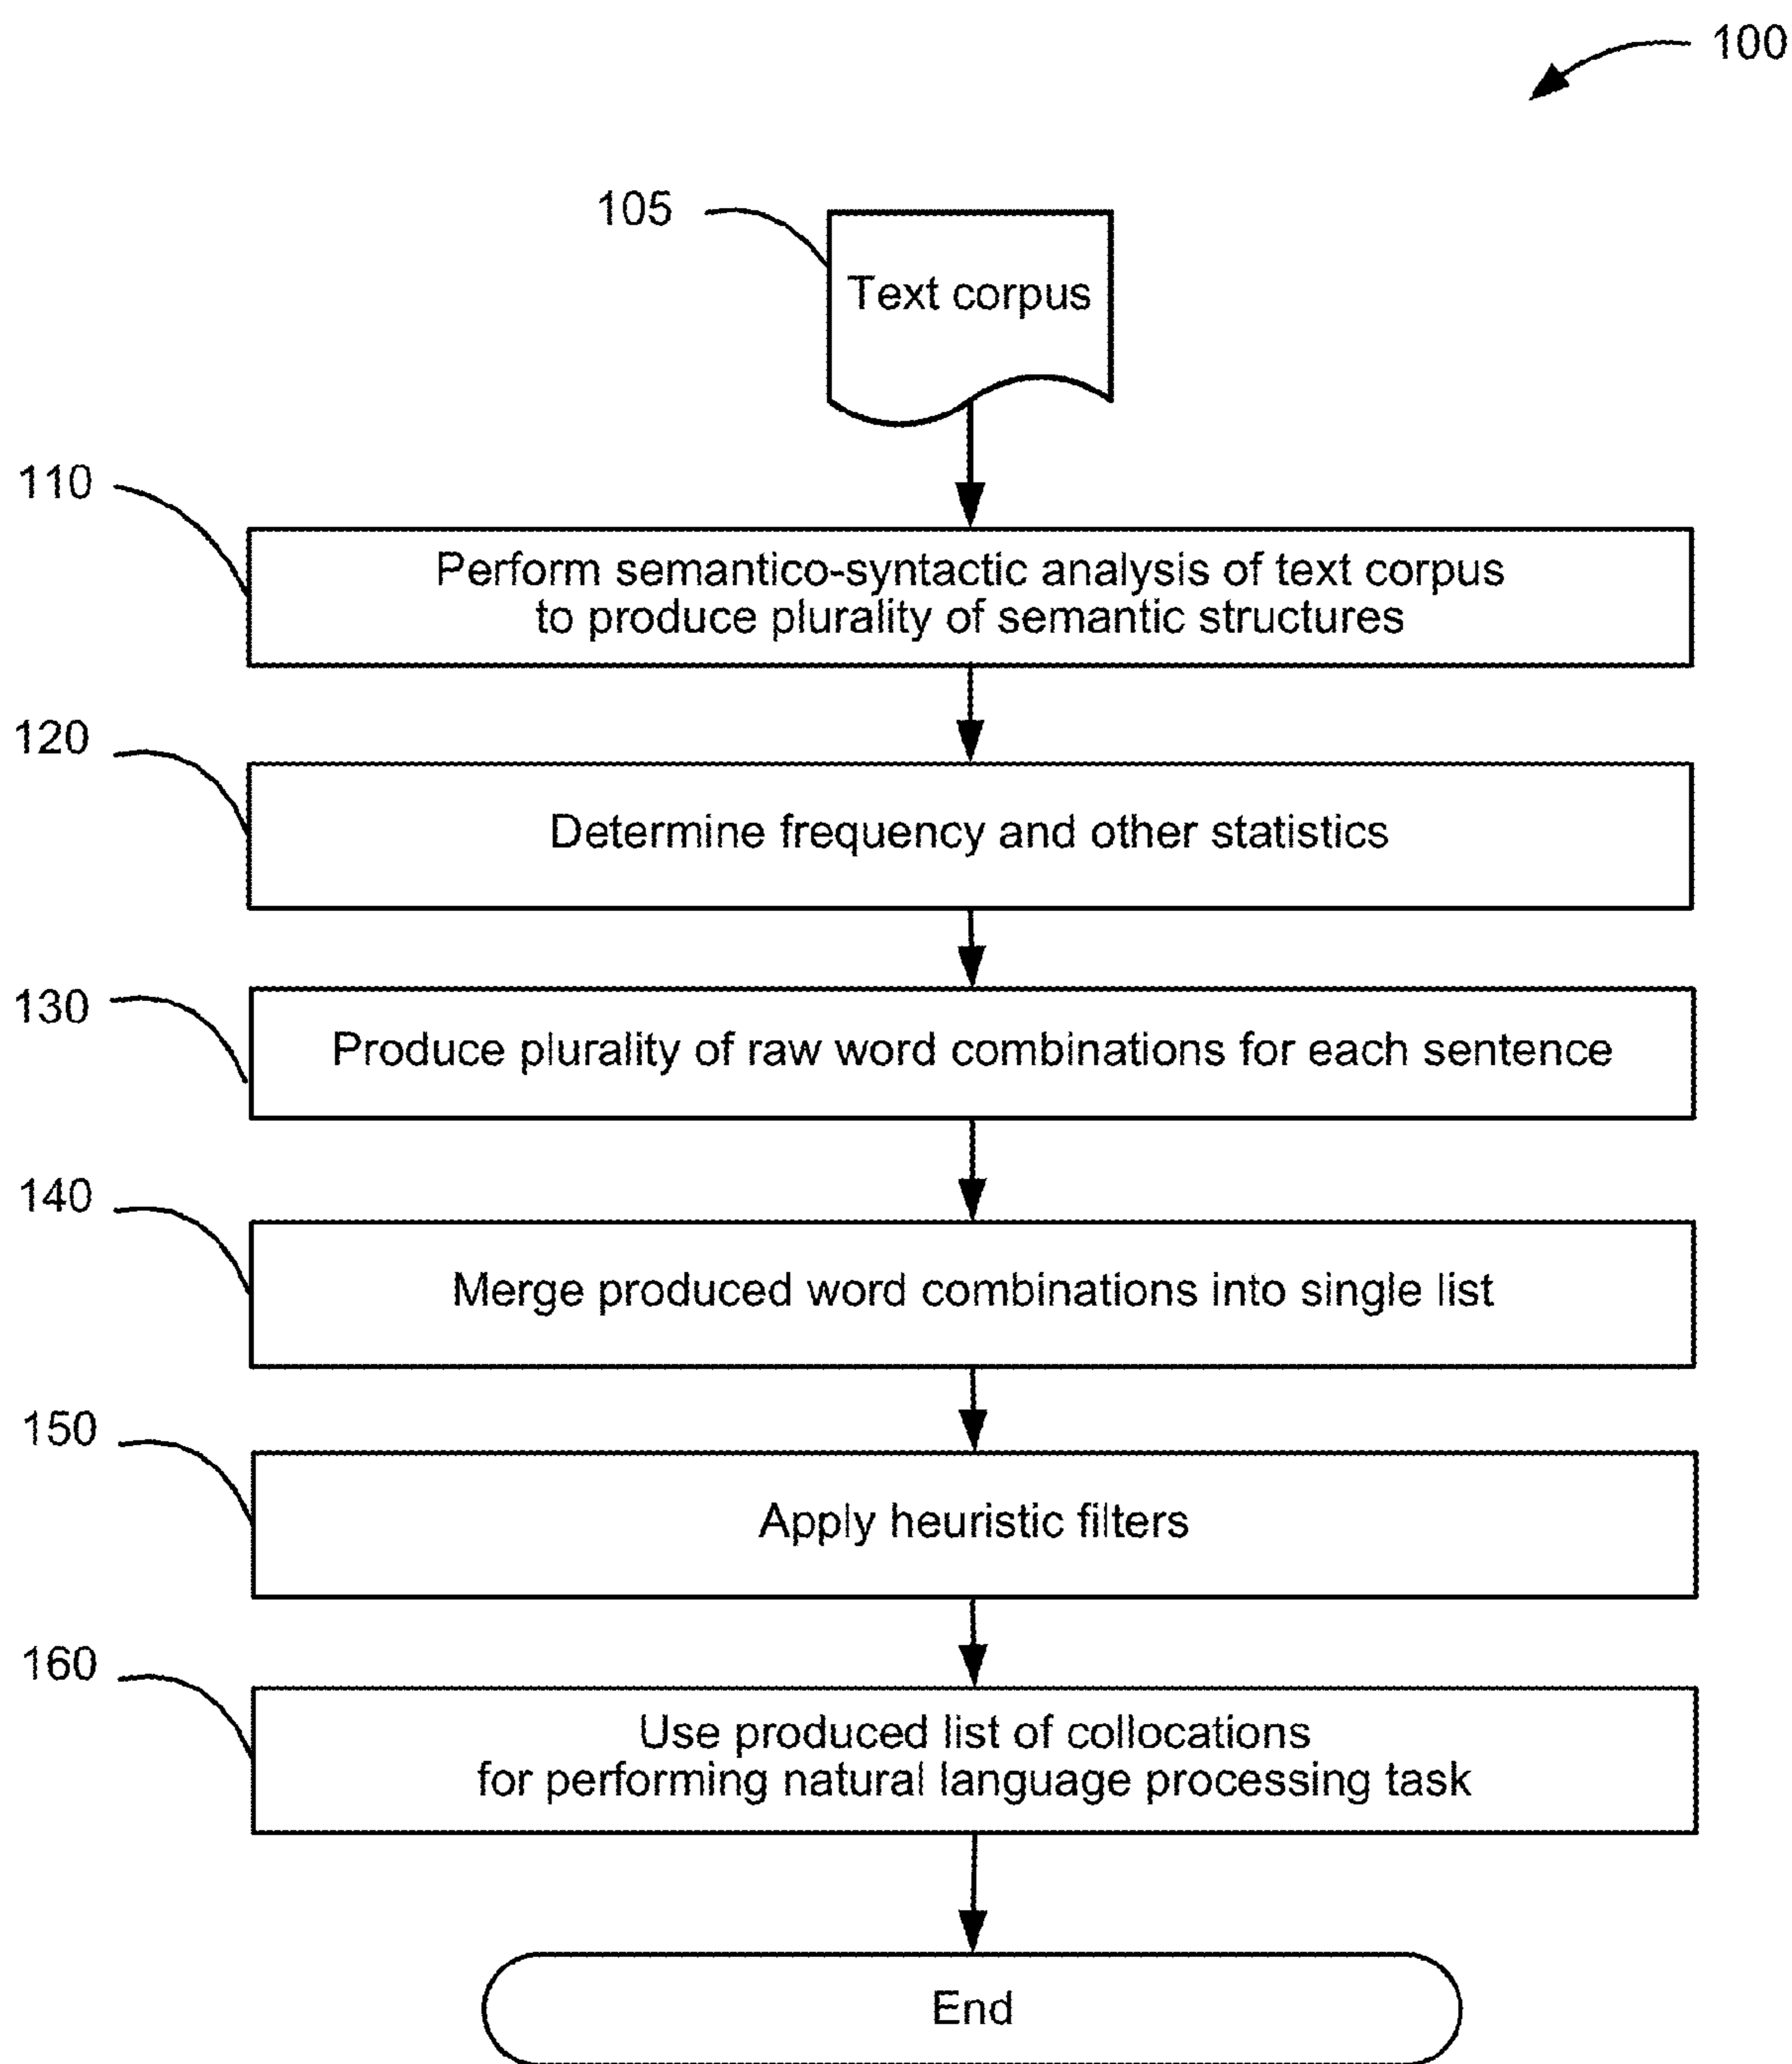 100
105
Text corpus
110
Perform semantico-syntactic analysis of text corpus
to produce plurality of semantic structures
120
Determine frequency and other statistics
130
Produce plurality of raw word combinations for each sentence
140
Merge produced word combinations into single list
150
Apply heuristic filters
160
Use produced list of collocations
for performing natural language processing task
End